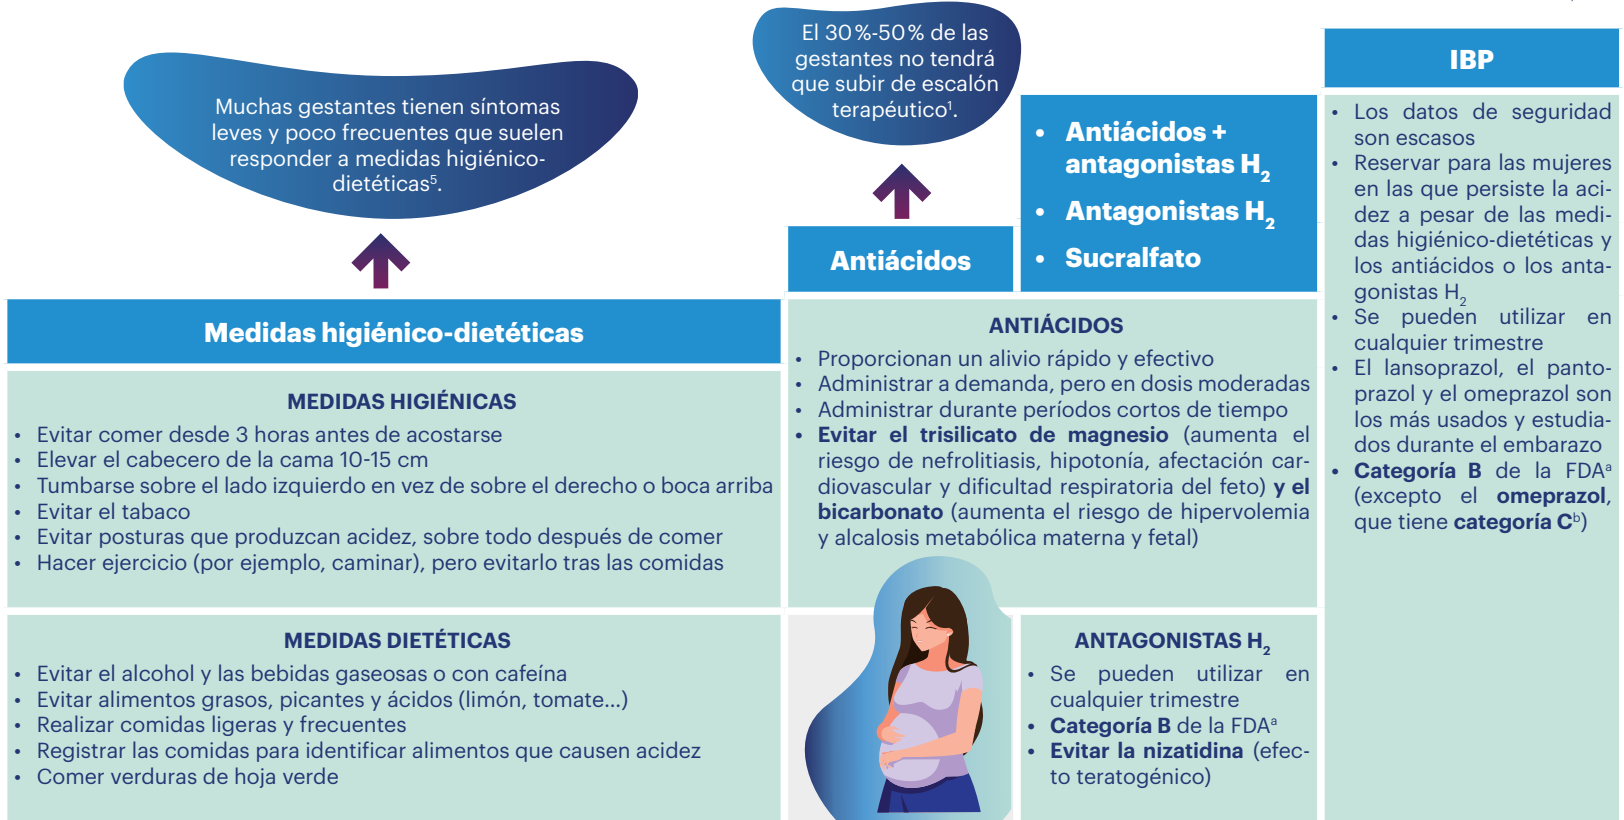 Muchas gestantes tienen síntomas
leves y poco frecuentes que suelen
responder a medidas higiénico-
dietéticas⁵.
Medidas higiénico-dietéticas
MEDIDAS HIGIÉNICAS
• Evitar comer desde 3 horas antes de acostarse
• Elevar el cabecero de la cama 10-15 cm
• Tumbarse sobre el lado izquierdo en vez de sobre el derecho o boca arriba
• Evitar el tabaco
• Evitar posturas que produzcan acidez, sobre todo después de comer
• Hacer ejercicio (por ejemplo, caminar), pero evitarlo tras las comidas
MEDIDAS DIETÉTICAS
• Evitar el alcohol y las bebidas gaseosas o con cafeína
• Evitar alimentos grasos, picantes y ácidos (limón, tomate...)
• Realizar comidas ligeras y frecuentes
• Registrar las comidas para identificar alimentos que causen acidez
• Comer verduras de hoja verde
El 30%-50% de las
gestantes no tendrá
que subir de escalón
terapéutico¹.
Antiácidos
• Antiácidos +
antagonistas H₂
• Antagonistas H₂
• Sucralfato
ANTIÁCIDOS
• Proporcionan un alivio rápido y efectivo
• Administrar a demanda, pero en dosis moderadas
• Administrar durante períodos cortos de tiempo
• Evitar el trisilicato de magnesio (aumenta el
riesgo de nefrolitiasis, hipotonía, afectación car-
diovascular y dificultad respiratoria del feto) y el
bicarbonato (aumenta el riesgo de hipervolemia
y alcalosis metabólica materna y fetal)
ANTAGONISTAS H₂
• Se pueden utilizar en
cualquier trimestre
• Categoría B de la FDAᵃ
• Evitar la nizatidina (efec-
to teratogénico)
IBP
• Los datos de seguridad
son escasos
• Reservar para las mujeres
en las que persiste la aci-
dez a pesar de las medi-
das higiénico-dietéticas y
los antiácidos o los anta-
gonistas H₂
• Se pueden utilizar en
cualquier trimestre
• El lansoprazol, el panto-
prazol y el omeprazol son
los más usados y estudia-
dos durante el embarazo
• Categoría B de la FDAᵃ
(excepto el omeprazol,
que tiene categoría Cᵇ)